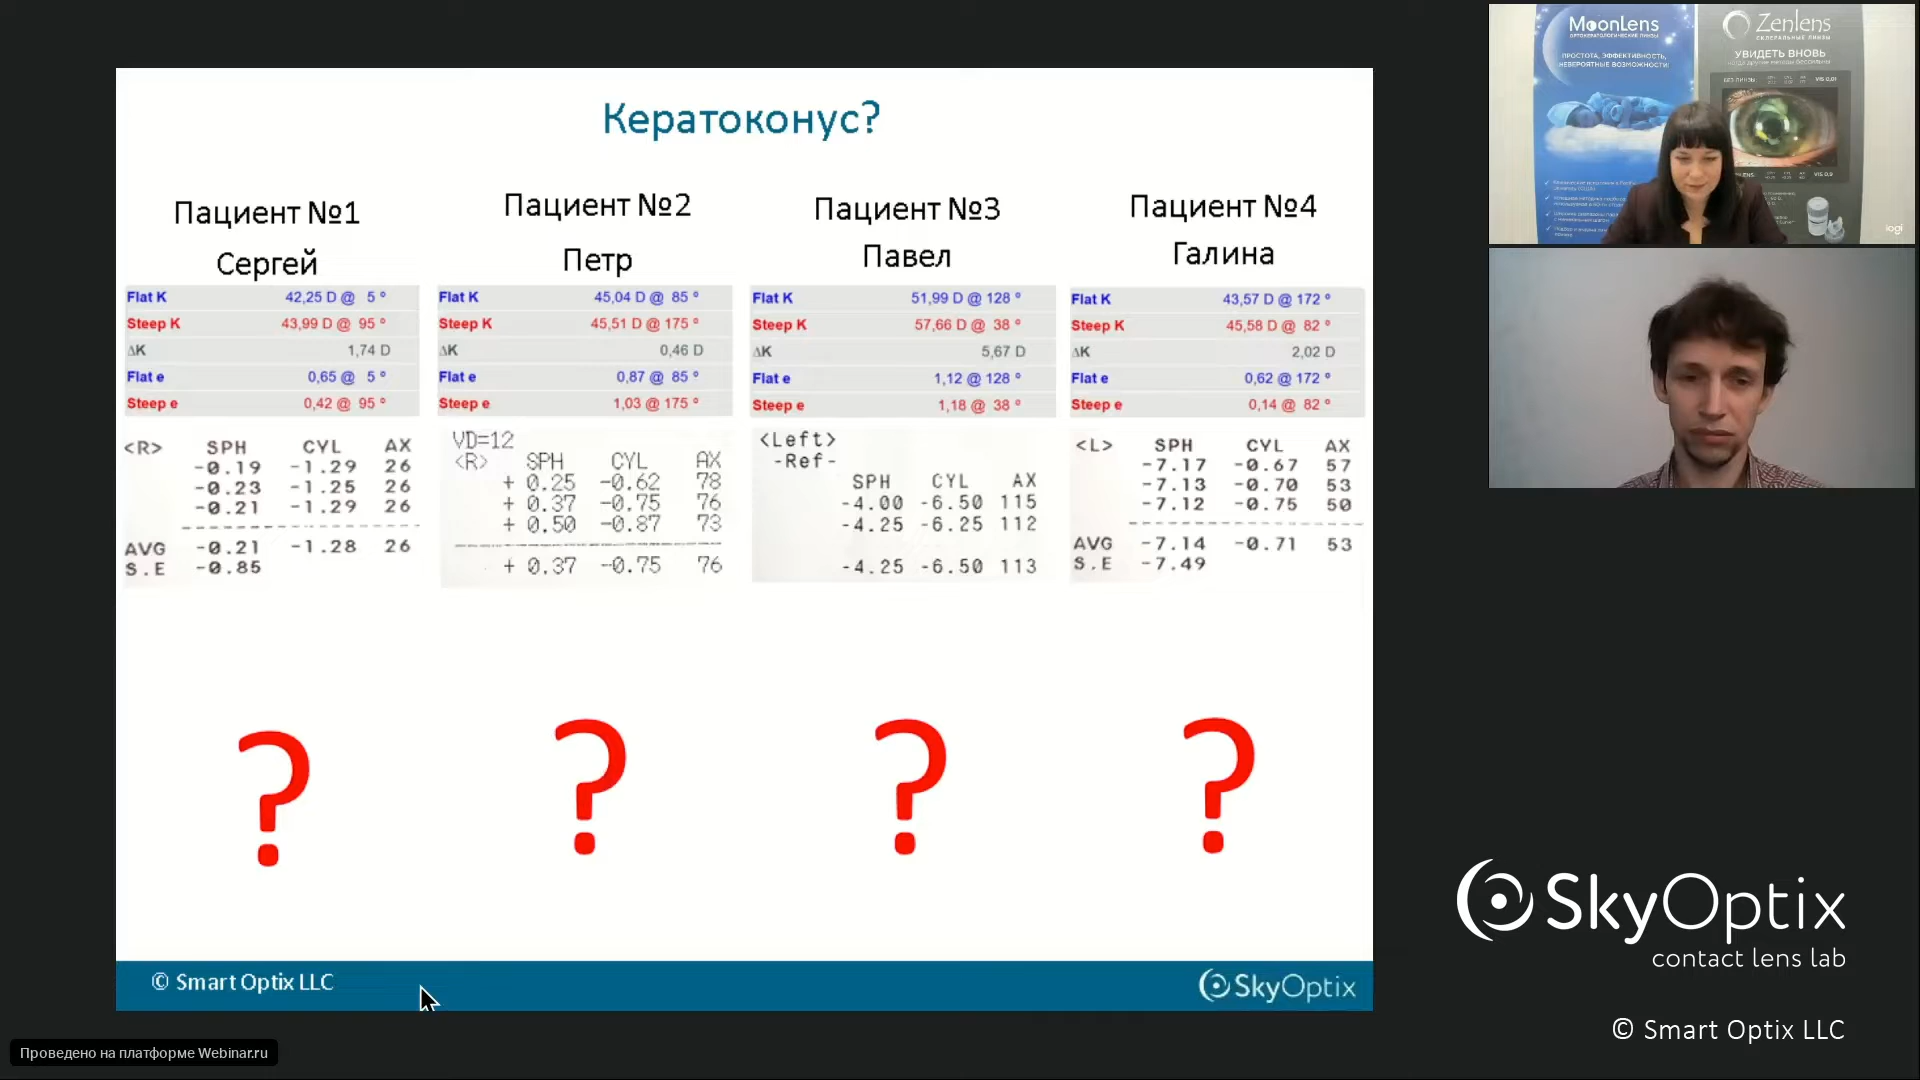 Кератоконус?
Пациент №1
Сергей
Flat K 42,25 D @ 5 °
Steep K 43,99 D @ 95 °
ΔK 1,74 D
Flat e 0,65 @ 5 °
Steep e 0,42 @ 95 °
<R> SPH CYL AX
-0.19 -1.29 26
-0.23 -1.25 26
-0.21 -1.29 26
AVG -0.21 -1.28 26
S.E -0.85
Пациент №2
Петр
Flat K 45,04 D @ 85 °
Steep K 45,51 D @ 175 °
ΔK 0,46 D
Flat e 0,87 @ 85 °
Steep e 1,03 @ 175 °
VD=12
<R> SPH CYL AX
+ 0.25 -0.62 78
+ 0.37 -0.75 76
+ 0.50 -0.87 73
+ 0.37 -0.75 76
Пациент №3
Павел
Flat K 51,99 D @ 128 °
Steep K 57,66 D @ 38 °
ΔK 5,67 D
Flat e 1,12 @ 128 °
Steep e 1,18 @ 38 °
<Left>
-Ref-
SPH CYL AX
-4.00 -6.50 115
-4.25 -6.25 112
-4.25 -6.50 113
Пациент №4
Галина
Flat K 43,57 D @ 172 °
Steep K 45,58 D @ 82 °
ΔK 2,02 D
Flat e 0,62 @ 172 °
Steep e 0,14 @ 82 °
<L> SPH CYL AX
-7.17 -0.67 57
-7.13 -0.70 53
-7.12 -0.75 50
AVG -7.14 -0.71 53
S.E -7.49
?
?
?
?
© Smart Optix LLC
SkyOptix
MoonLens
ОРТОКЕРАТОЛОГИЧЕСКИЕ ЛИНЗЫ
ПРОСТОТА, ЭФФЕКТИВНОСТЬ,
НЕВЕРОЯТНЫЕ ВОЗМОЖНОСТИ!
Zenlens
СКЛЕРАЛЬНЫЕ ЛИНЗЫ
УВИДЕТЬ ВНОВЬ
logi
SkyOptix
contact lens lab
© Smart Optix LLC
Проведено на платформе Webinar.ru